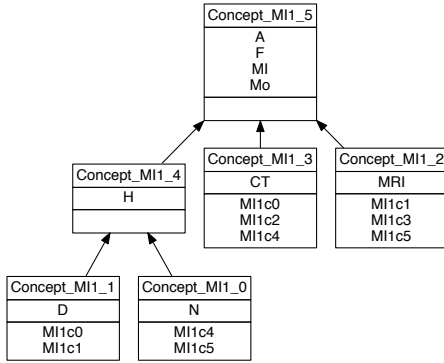 Concept_MI1_5
A
F
MI
Mo
Concept_MI1_4
H
Concept_MI1_3
CT
MI1c0
MI1c2
MI1c4
Concept_MI1_2
MRI
MI1c1
MI1c3
MI1c5
Concept_MI1_1
D
MI1c0
MI1c1
Concept_MI1_0
N
MI1c4
MI1c5